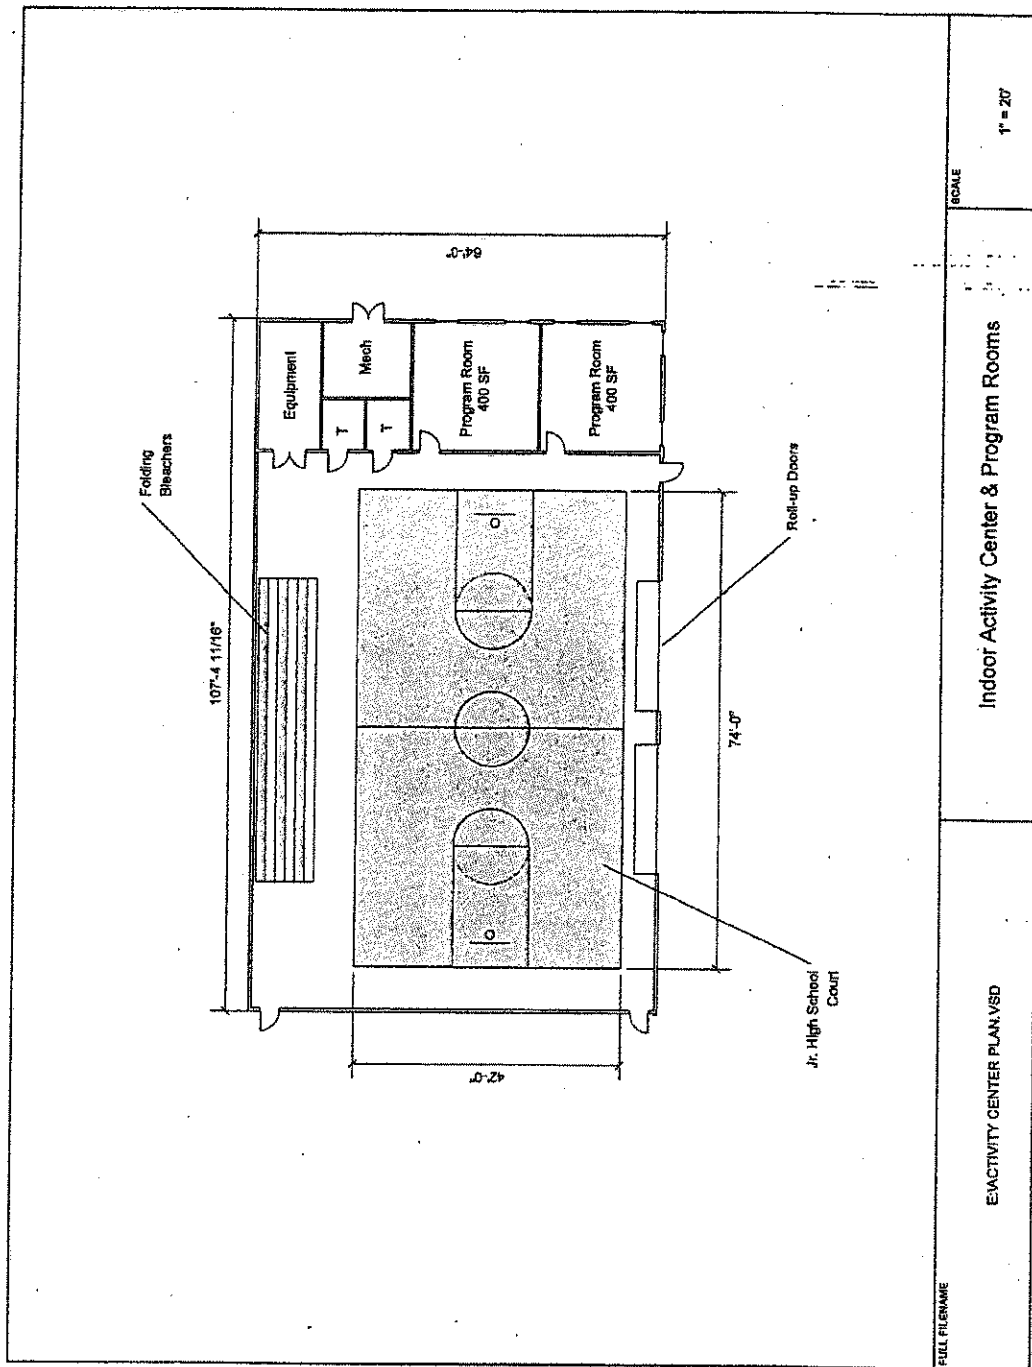 Folding
Bleachers
107'-4 11/16"
64'-0"
Equipment
Mech
T
T
Program Room
400 SF
Program Room
400 SF
42'-0"
74'-0"
Jr. High School
Court
Roll-up Doors
FULL FILENAME
E:\ACTIVITY CENTER PLAN.VSD
Indoor Activity Center & Program Rooms
SCALE
1" = 20'